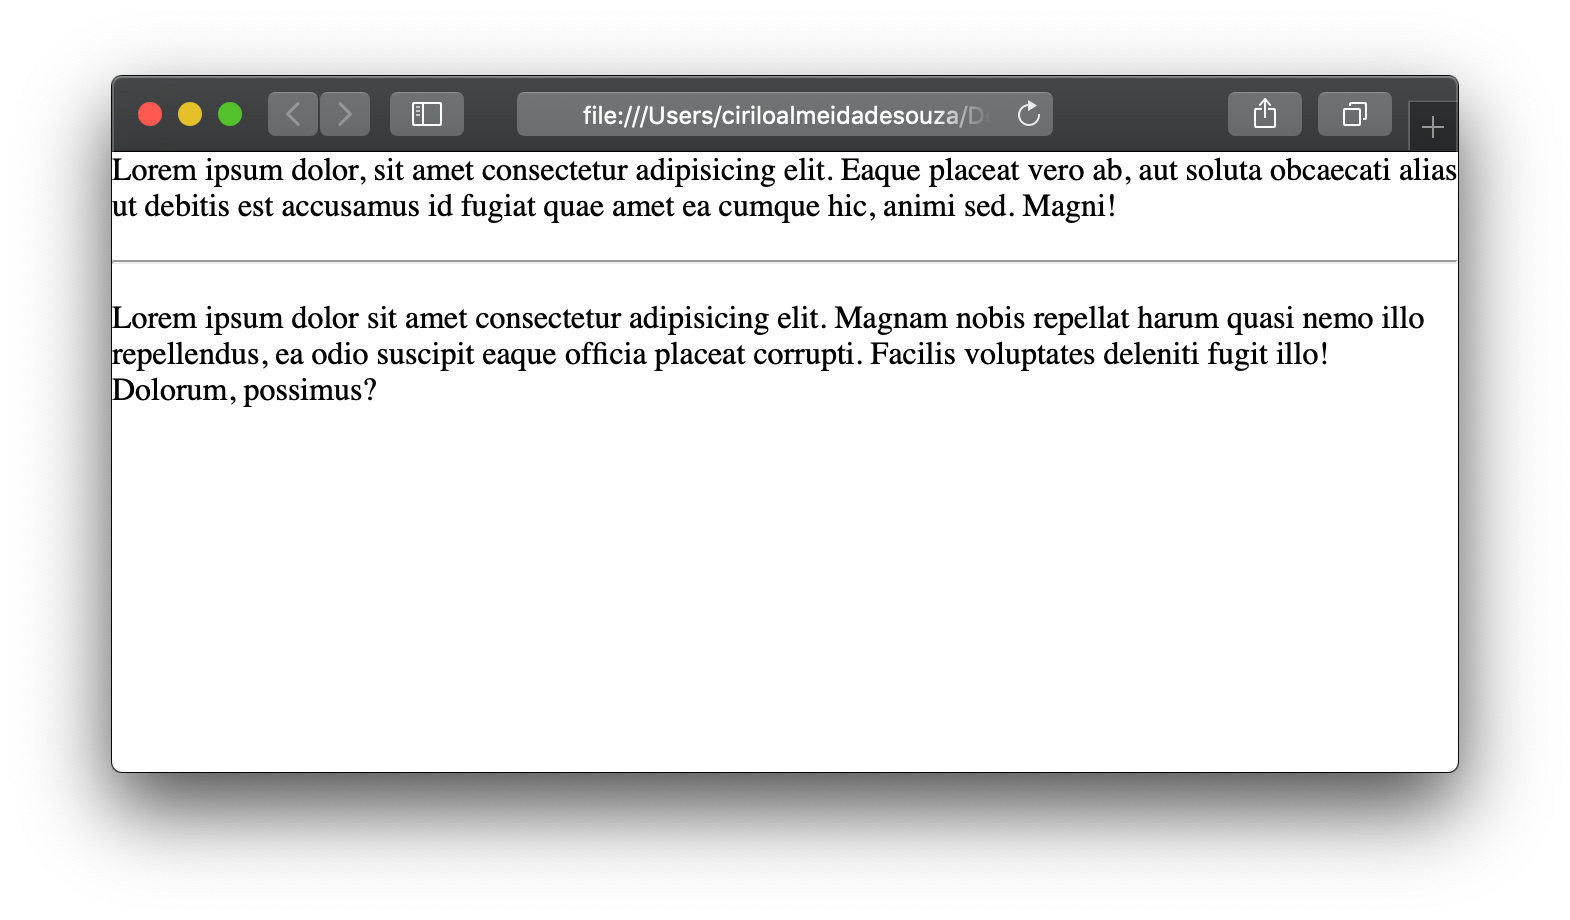 file:///Users/ciriloalmeidadesouza/D
Lorem ipsum dolor, sit amet consectetur adipisicing elit. Eaque placeat vero ab, aut soluta obcaecati alias
ut debitis est accusamus id fugiat quae amet ea cumque hic, animi sed. Magni!
Lorem ipsum dolor sit amet consectetur adipisicing elit. Magnam nobis repellat harum quasi nemo illo
repellendus, ea odio suscipit eaque officia placeat corrupti. Facilis voluptates deleniti fugit illo!
Dolorum, possimus?